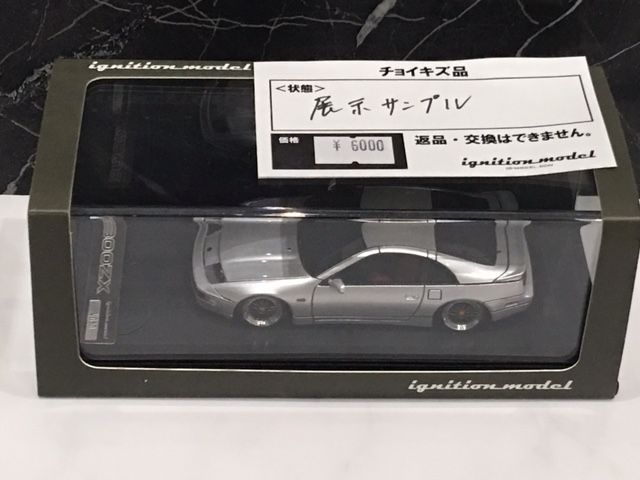 ignition model
チョイキズ品
<状態>
展示サンプル
価格
¥ 6000
返品・交換はできません。
ignition model
300ZX
ignition model